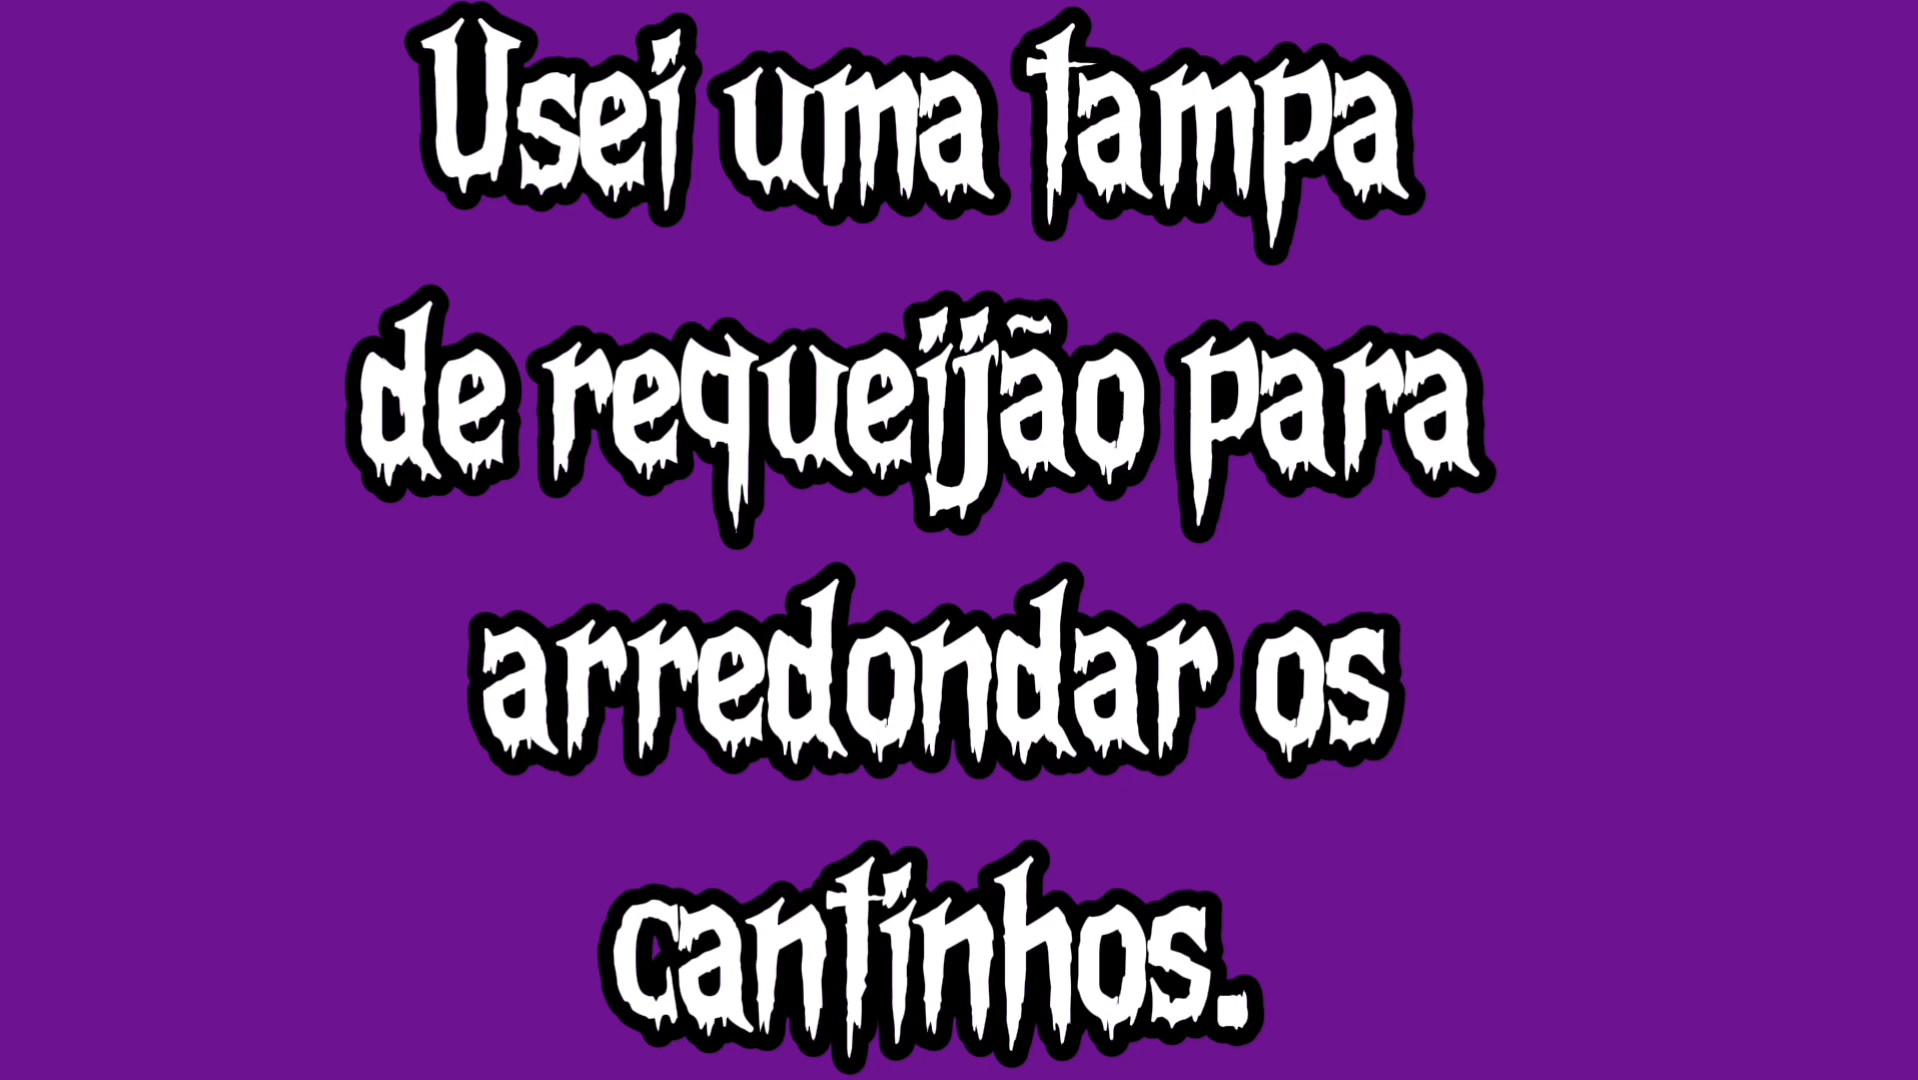 Usei uma tampa
de requeijão para
arredondar os
cantinhos.